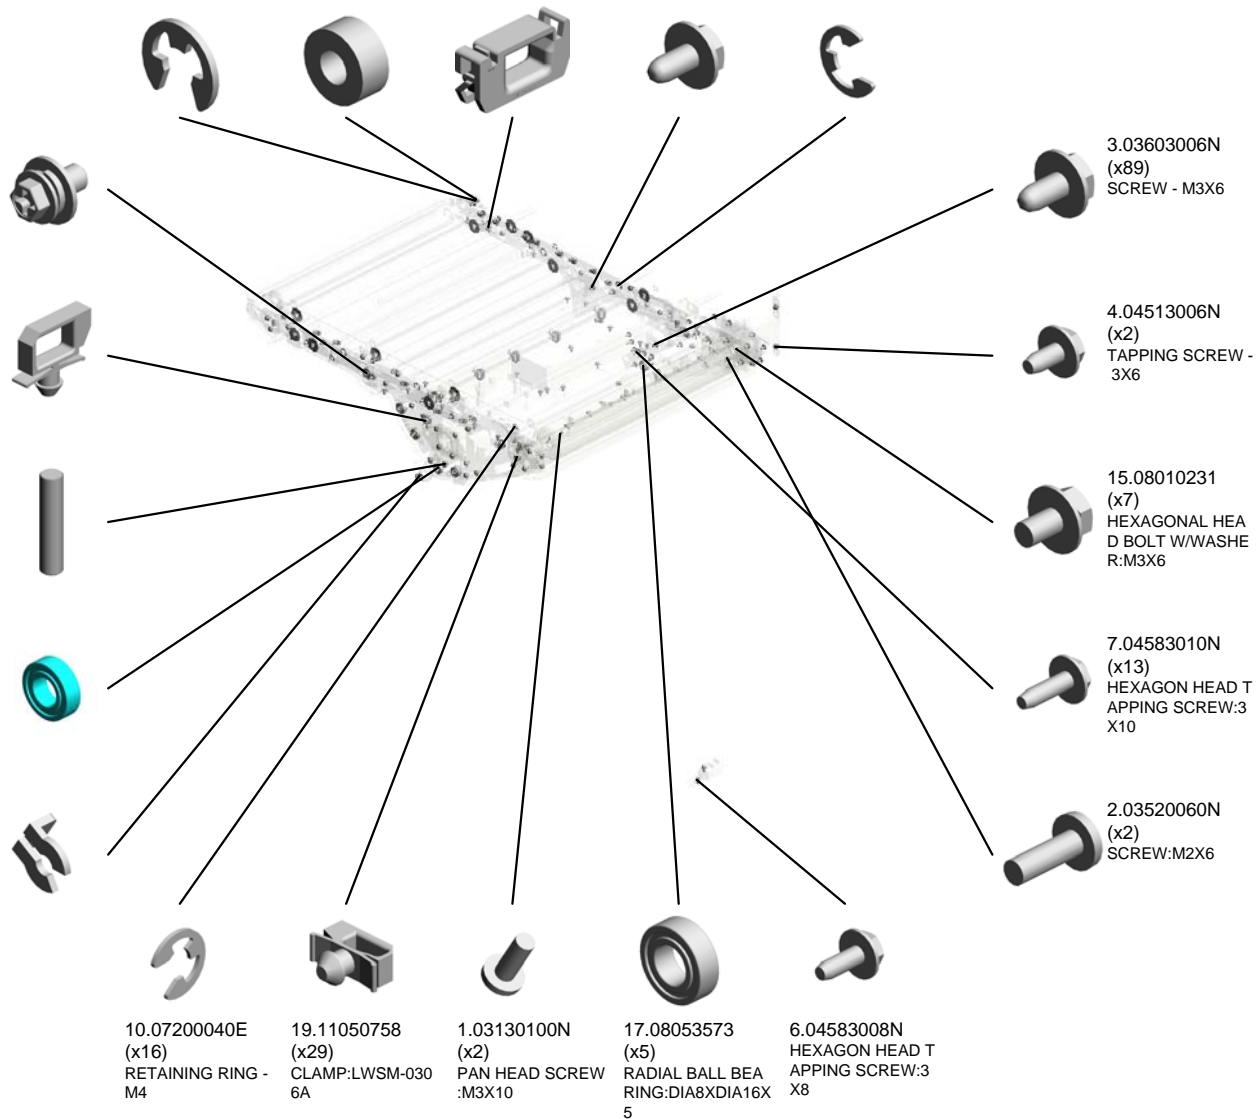 3.03603006N
(x89)
SCREW - M3X6
4.04513006N
(x2)
TAPPING SCREW -
3X6
15.08010231
(x7)
HEXAGONAL HEA
D BOLT W/WASHE
R:M3X6
7.04583010N
(x13)
HEXAGON HEAD T
APPING SCREW:3
X10
2.03520060N
(x2)
SCREW:M2X6
10.07200040E
(x16)
RETAINING RING -
M4
19.11050758
(x29)
CLAMP:LWSM-030
6A
1.03130100N
(x2)
PAN HEAD SCREW
:M3X10
17.08053573
(x5)
RADIAL BALL BEA
RING:DIA8XDIA16X
5
6.04583008N
HEXAGON HEAD T
APPING SCREW:3
X8